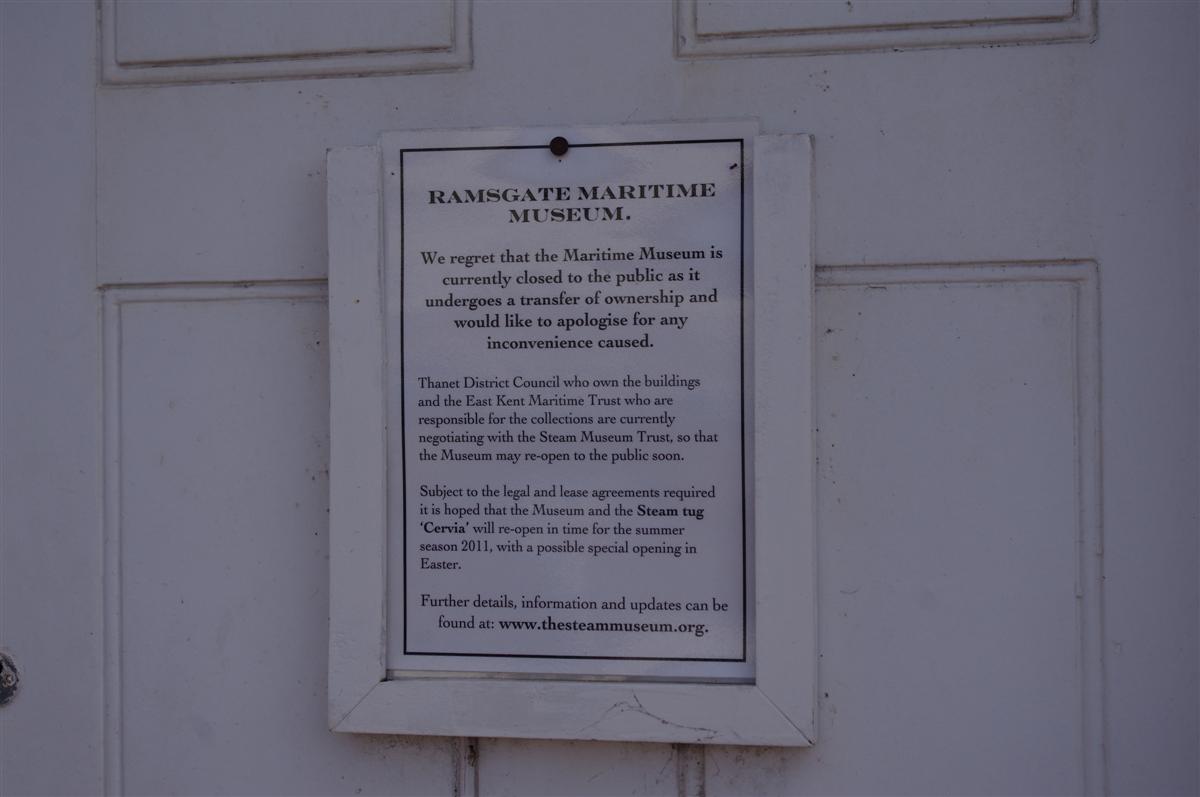 RAMSGATE MARITIME
MUSEUM.
We regret that the Maritime Museum is
currently closed to the public as it
undergoes a transfer of ownership and
would like to apologise for any
inconvenience caused.
Thanet District Council who own the buildings
and the East Kent Maritime Trust who are
responsible for the collections are currently
negotiating with the Steam Museum Trust, so that
the Museum may re-open to the public soon.
Subject to the legal and lease agreements required
it is hoped that the Museum and the Steam tug
‘Cervia’ will re-open in time for the summer
season 2011, with a possible special opening in
Easter.
Further details, information and updates can be
found at: www.thesteammuseum.org.